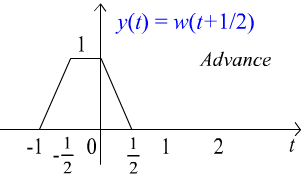 y(t) = w(t+1/2)
1
Advance
-1 -1/2 0 1/2 1 2 t